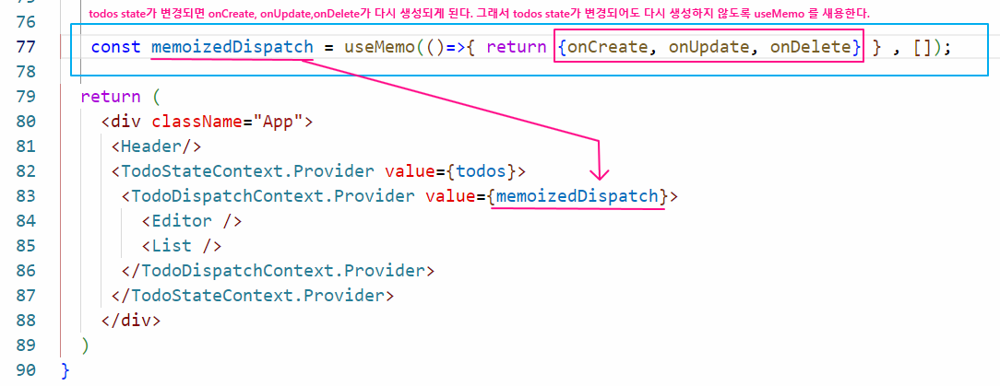 todos state가 변경되면 onCreate, onUpdate,onDelete가 다시 생성되게 된다. 그래서 todos state가 변경되어도 다시 생성하지 않도록 useMemo 를 새용한다.
76
77 const memoizedDispatch = useMemo(()=>{ return {onCreate, onUpdate, onDelete} } , []);
78
79 return (
80 <div className="App">
81 <Header/>
82 <TodoStateContext.Provider value={todos}>
83 <TodoDispatchContext.Provider value={memoizedDispatch}>
84 <Editor />
85 <List />
86 </TodoDispatchContext.Provider>
87 </TodoStateContext.Provider>
88 </div>
89 )
90 }